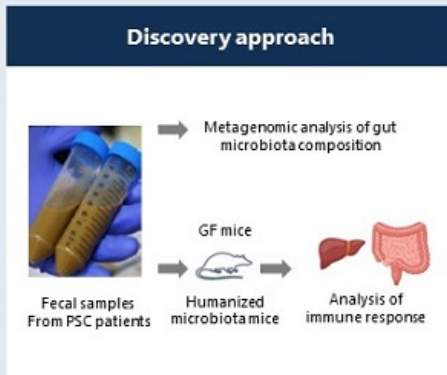 Discovery approach
Metagenomic analysis of gut
microbiota composition
GF mice
Fecal samples
From PSC patients
Humanized
microbiota mice
Analysis of
immune response